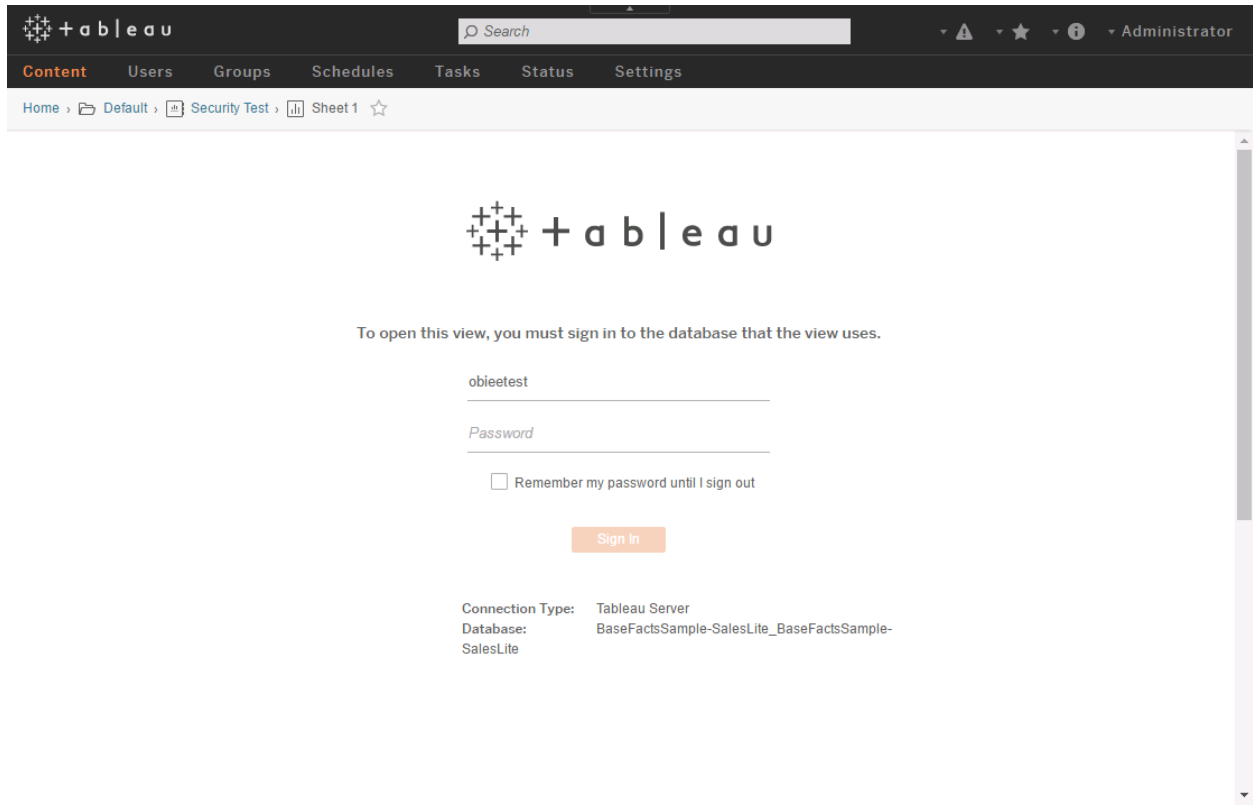 + a b | e a u
Search
Administrator
Content Users Groups Schedules Tasks Status Settings
Home › Default › Security Test › Sheet 1
+ a b | e a u
To open this view, you must sign in to the database that the view uses.
obieetest
Password
Remember my password until I sign out
Sign In
Connection Type: Tableau Server
Database: BaseFactsSample-SalesLite_BaseFactsSample-
SalesLite